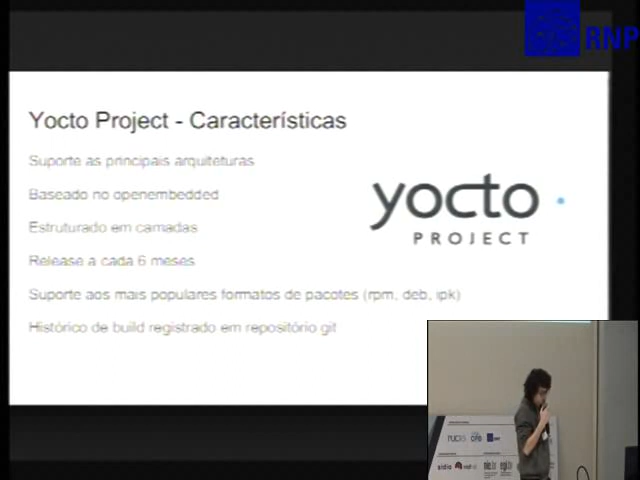 RNP
Yocto Project - Características
Suporte as principais arquiteturas
Baseado no openembedded
Estruturado em camadas
Release a cada 6 meses
Suporte aos mais populares formatos de pacotes (rpm, deb, ipk)
Histórico de build registrado em repositório git
yocto
PROJECT